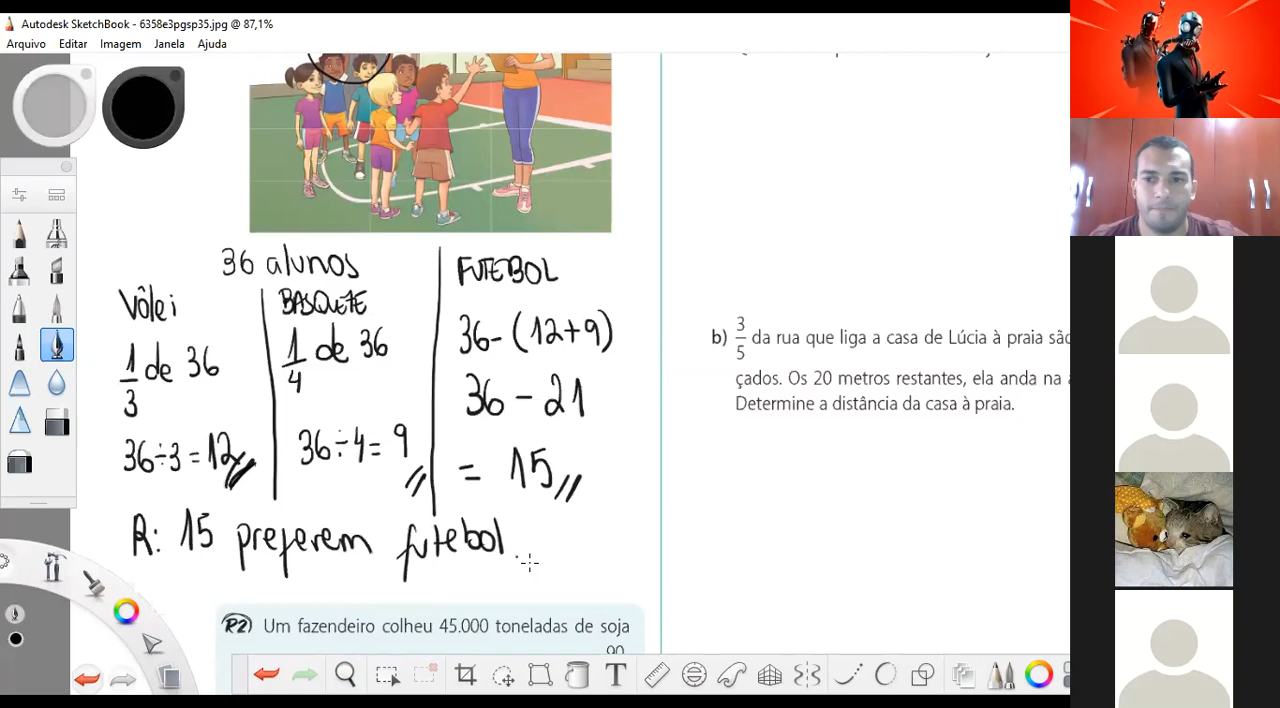 Autodesk SketchBook - 6358e3pgsp35.jpg @ 87,1%
Arquivo Editar Imagem Janela Ajuda
36 alunos
Vôlei
1/3 de 36
36÷3 = 12
BASQUETE
1/4 de 36
36÷4 = 9
FUTEBOL
36-(12+9)
36 - 21
= 15
R: 15 preferem futebol.
R2) Um fazendeiro colheu 45.000 toneladas de soja
90
b) 3/5 da rua que liga a casa de Lúcia à praia são
çados. Os 20 metros restantes, ela anda na
Determine a distância da casa à praia.
T